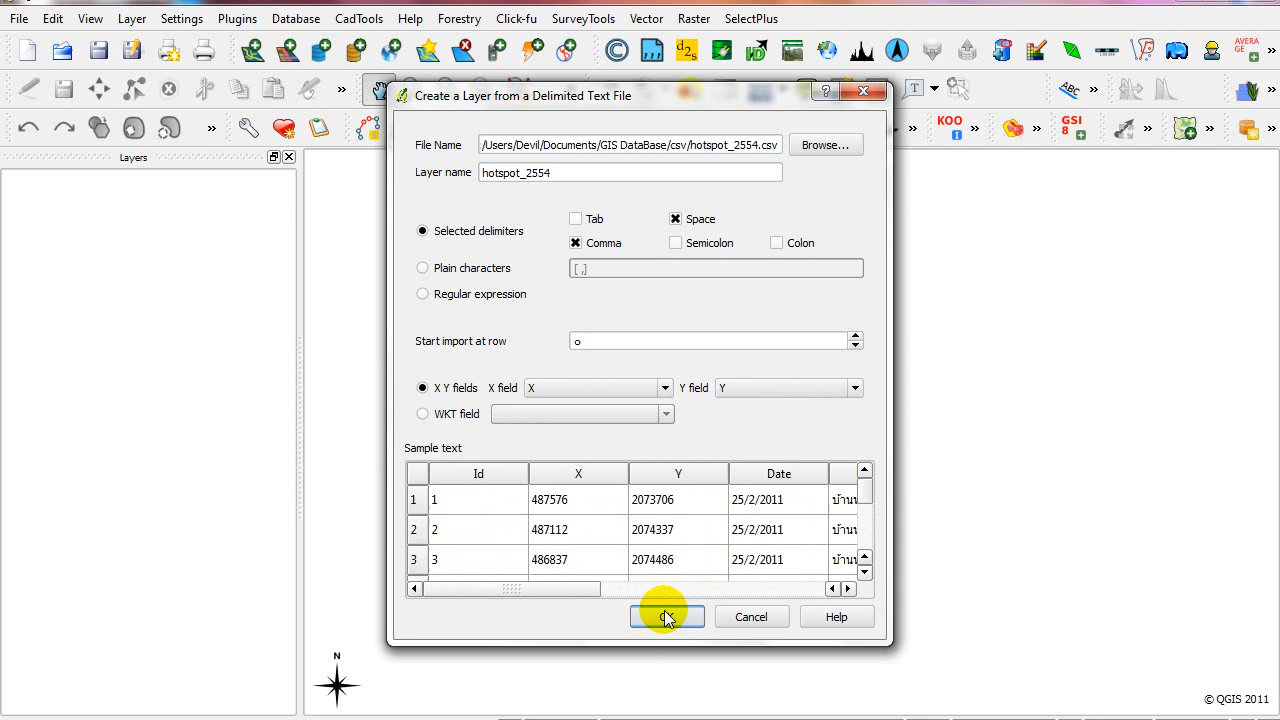 File Edit View Layer Settings Plugins Database CadTools Help Forestry Click-fu SurveyTools Vector Raster SelectPlus
AVERA
GE
KOO
GSI
8
Layers
Create a Layer from a Delimited Text File
File Name /Users/Devil/Documents/GIS DataBase/csv/hotspot_2554.csv Browse...
Layer name hotspot_2554
Tab Space
Selected delimiters
Comma Semicolon Colon
Plain characters [ ,]
Regular expression
Start import at row 0
X Y fields X field X Y field Y
WKT field
Sample text
Id X Y Date
1 1 487576 2073706 25/2/2011
2 2 487112 2074337 25/2/2011
3 3 486837 2074486 25/2/2011
OK Cancel Help
N
© QGIS 2011